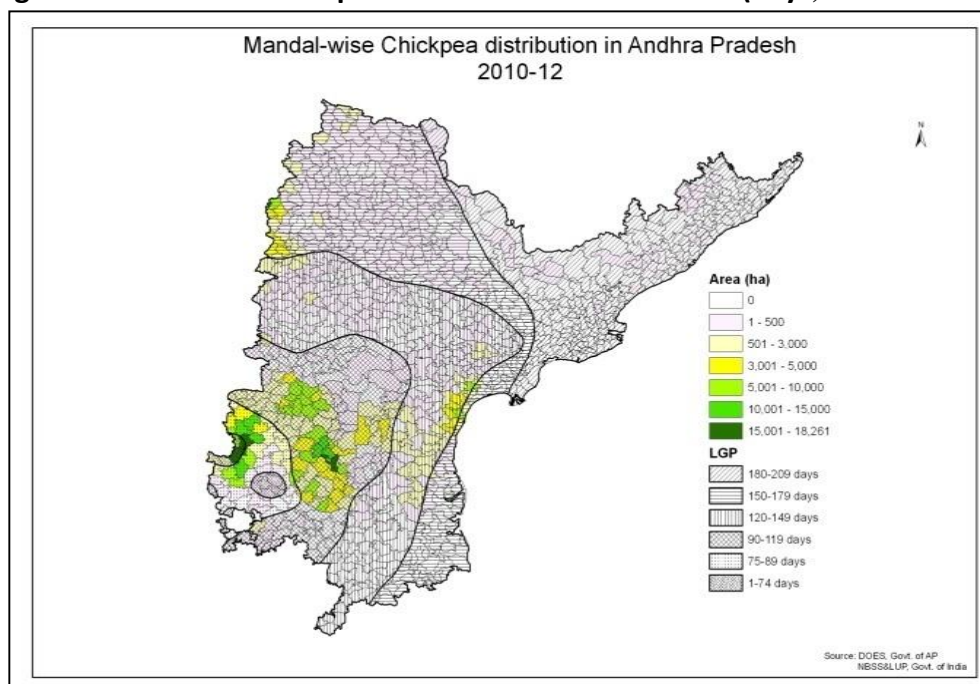 Mandal-wise Chickpea distribution in Andhra Pradesh
2010-12
N
Area (ha)
0
1 - 500
501 - 3,000
3,001 - 5,000
5,001 - 10,000
10,001 - 15,000
15,001 - 18,261
LGP
180-209 days
150-179 days
120-149 days
90-119 days
75-89 days
1-74 days
Source: DOES, Govt. of AP
NBSS&LUP, Govt. of India